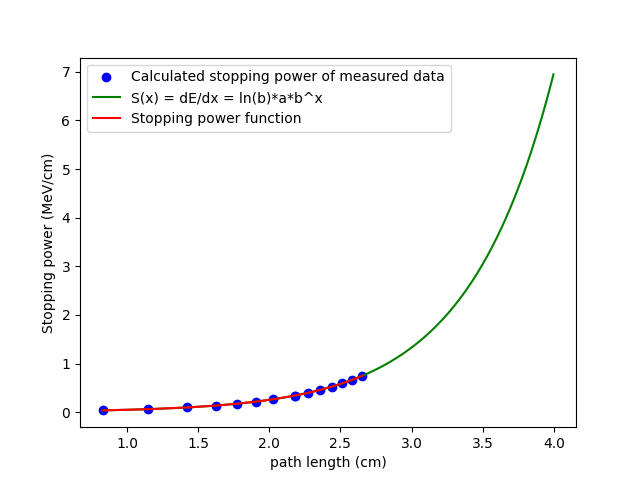 Calculated stopping power of measured data
S(x) = dE/dx = ln(b)*a*b^x
Stopping power function
7
6
5
4
3
2
1
0
Stopping power (MeV/cm)
1.0 1.5 2.0 2.5 3.0 3.5 4.0
path length (cm)